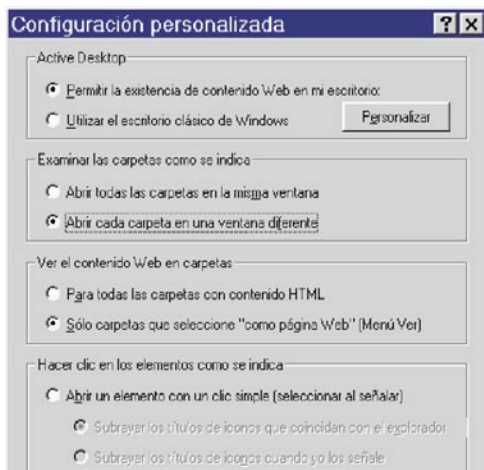 Configuración personalizada
Active Desktop
Permitir la existencia de contenido Web en mi escritorio:
Utilizar el escritorio clásico de Windows
Personalizar
Examinar las carpetas como se indica
Abrir todas las carpetas en la misma ventana
Abrir cada carpeta en una ventana diferente
Ver el contenido Web en carpetas
Para todas las carpetas con contenido HTML
Sólo carpetas que seleccione "como página Web" (Menú Ver)
Hacer clic en los elementos como se indica
Abrir un elemento con un clic simple (seleccionar al señalar)
Subrayar los títulos de iconos que coincidan con el explorador
Subrayar los títulos de iconos cuando yo los señale